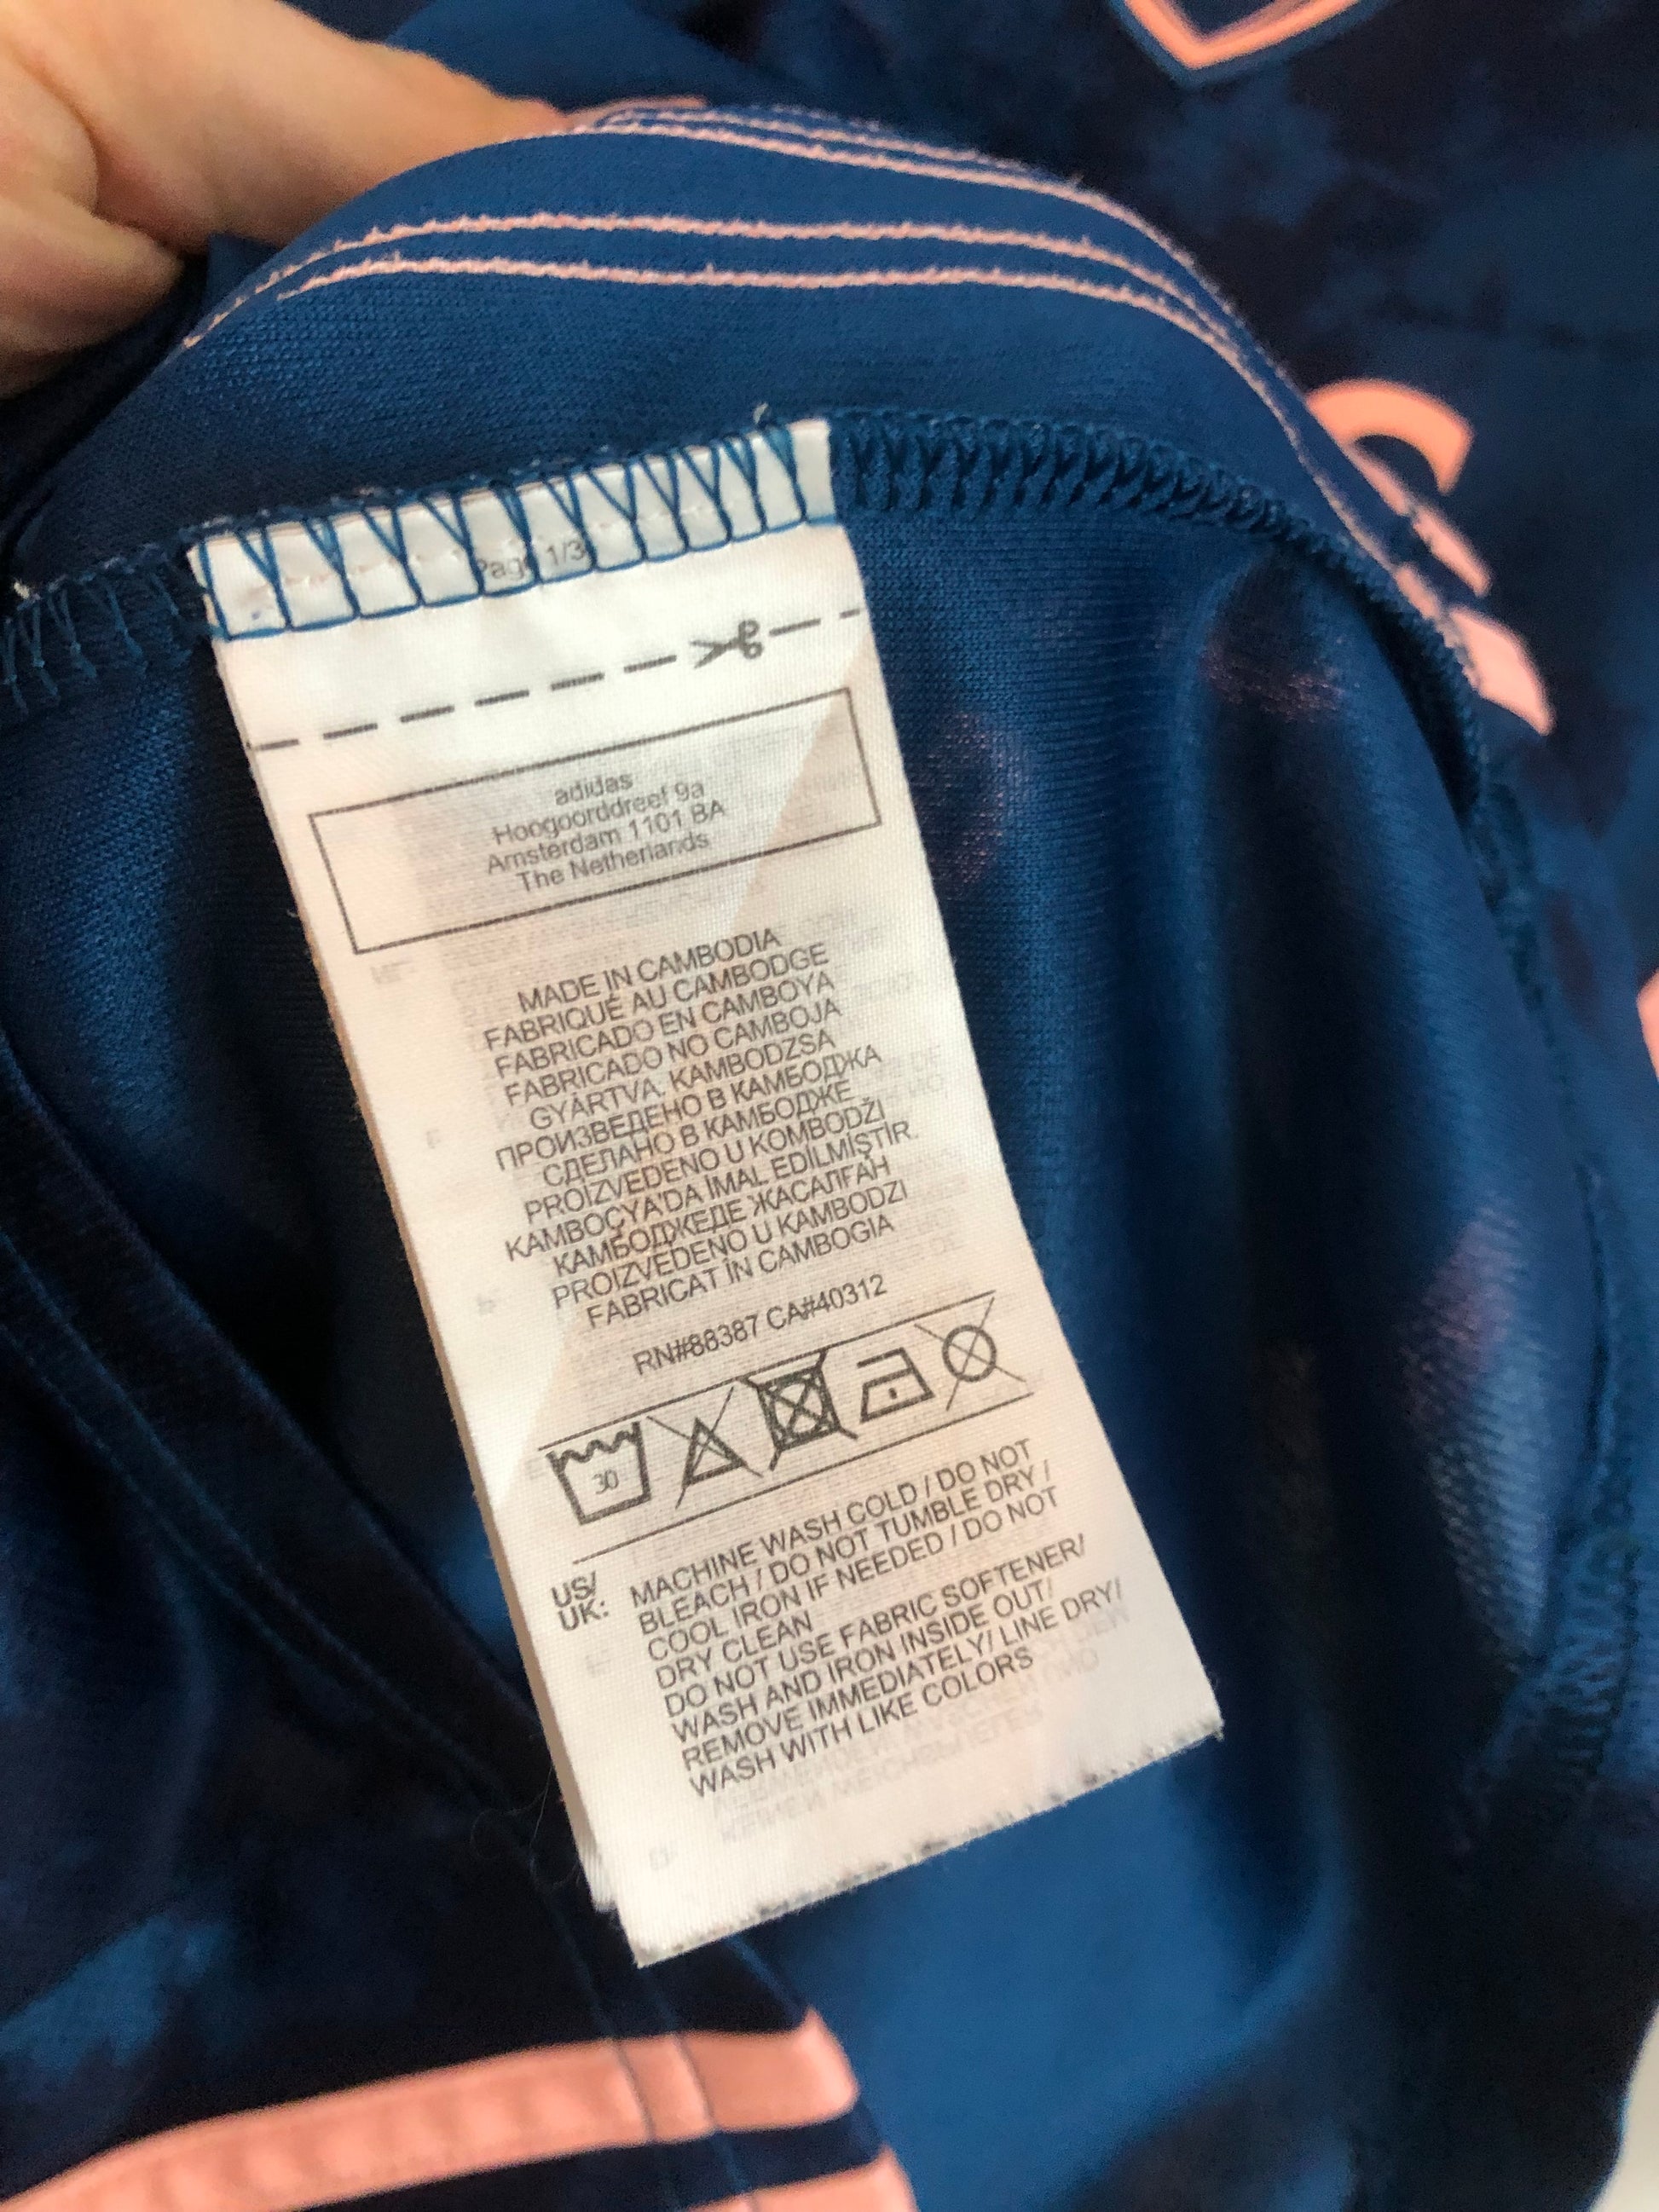 Page 1/3
adidas
Hoogoorddreef 9a
Amsterdam 1101 BA
The Netherlands
MADE IN CAMBODIA
FABRIQUÉ AU CAMBODGE
FABRICADO EN CAMBOYA
FABRICADO NO CAMBOJA
GYÁRTVA: KAMBODZSA
ПРОИЗВЕДЕНО В КАМБОДЖА
СДЕЛАНО В КАМБОДЖЕ
PROIZVEDENO U KOMBODŽI
KAMBOÇYA'DA İMAL EDİLMİŞTİR.
КАМБОДЖЕДЕ ЖАСАЛҒАН
PROIZVEDENO U KAMBODZI
FABRICAT ÎN CAMBOGIA
RN#88387 CA#40312
30
US/
UK:
MACHINE WASH COLD / DO NOT
BLEACH / DO NOT TUMBLE DRY /
COOL IRON IF NEEDED / DO NOT
DRY CLEAN
DO NOT USE FABRIC SOFTENER/
WASH AND IRON INSIDE OUT/
REMOVE IMMEDIATELY/ LINE DRY/
WASH WITH LIKE COLORS